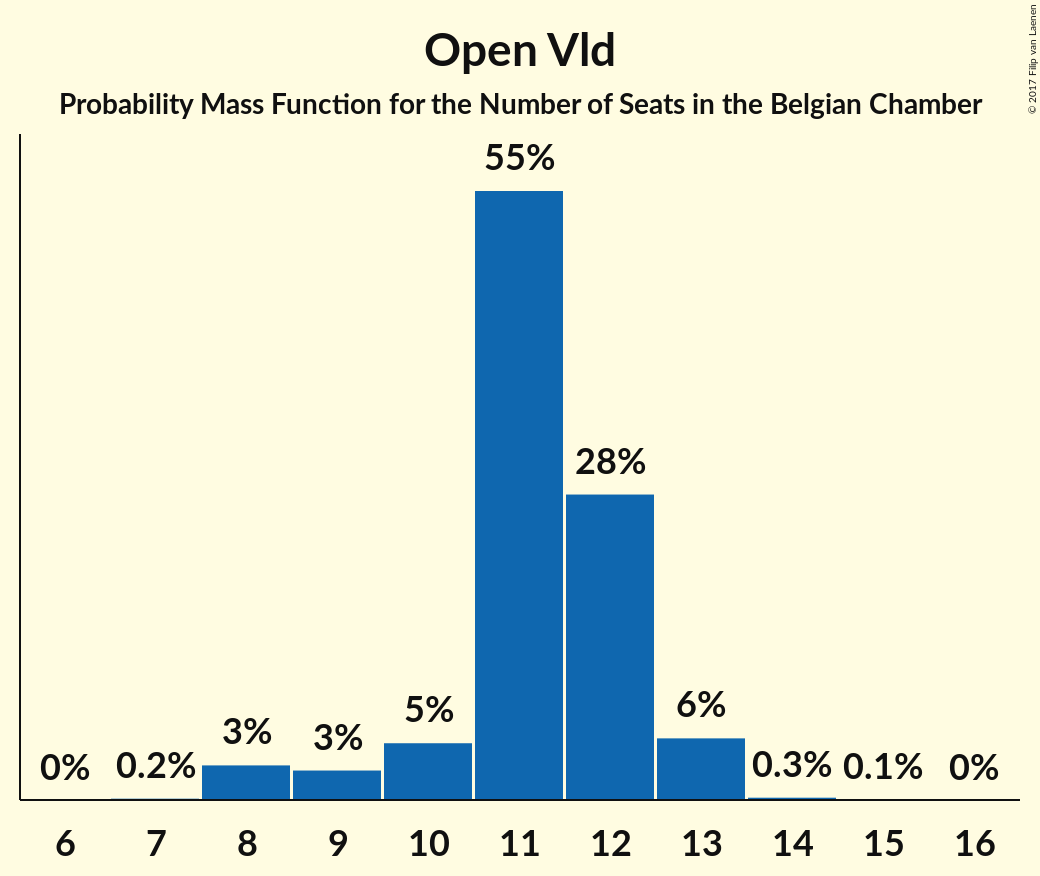 Open Vld
Probability Mass Function for the Number of Seats in the Belgian Chamber
© 2017 Filip van Laenen
55%
28%
6%
5%
3%
3%
0%
0.2%
0.3%
0.1%
0%
6 7 8 9 10 11 12 13 14 15 16